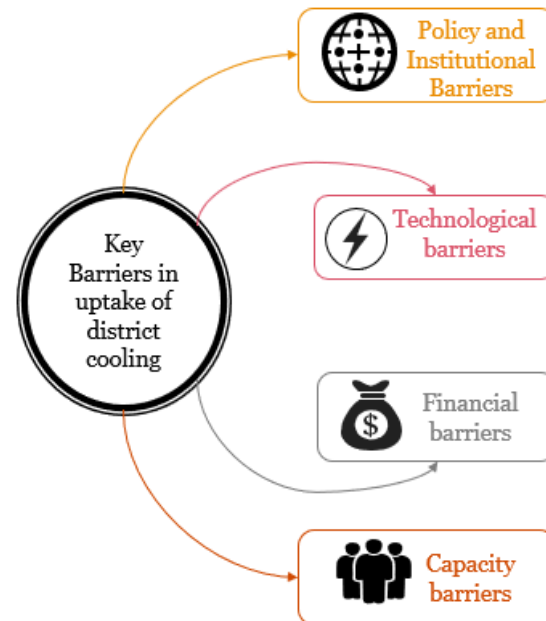 Policy and
Institutional
Barriers
Key
Barriers in
uptake of
district
cooling
Technological
barriers
Financial
barriers
$
Capacity
barriers